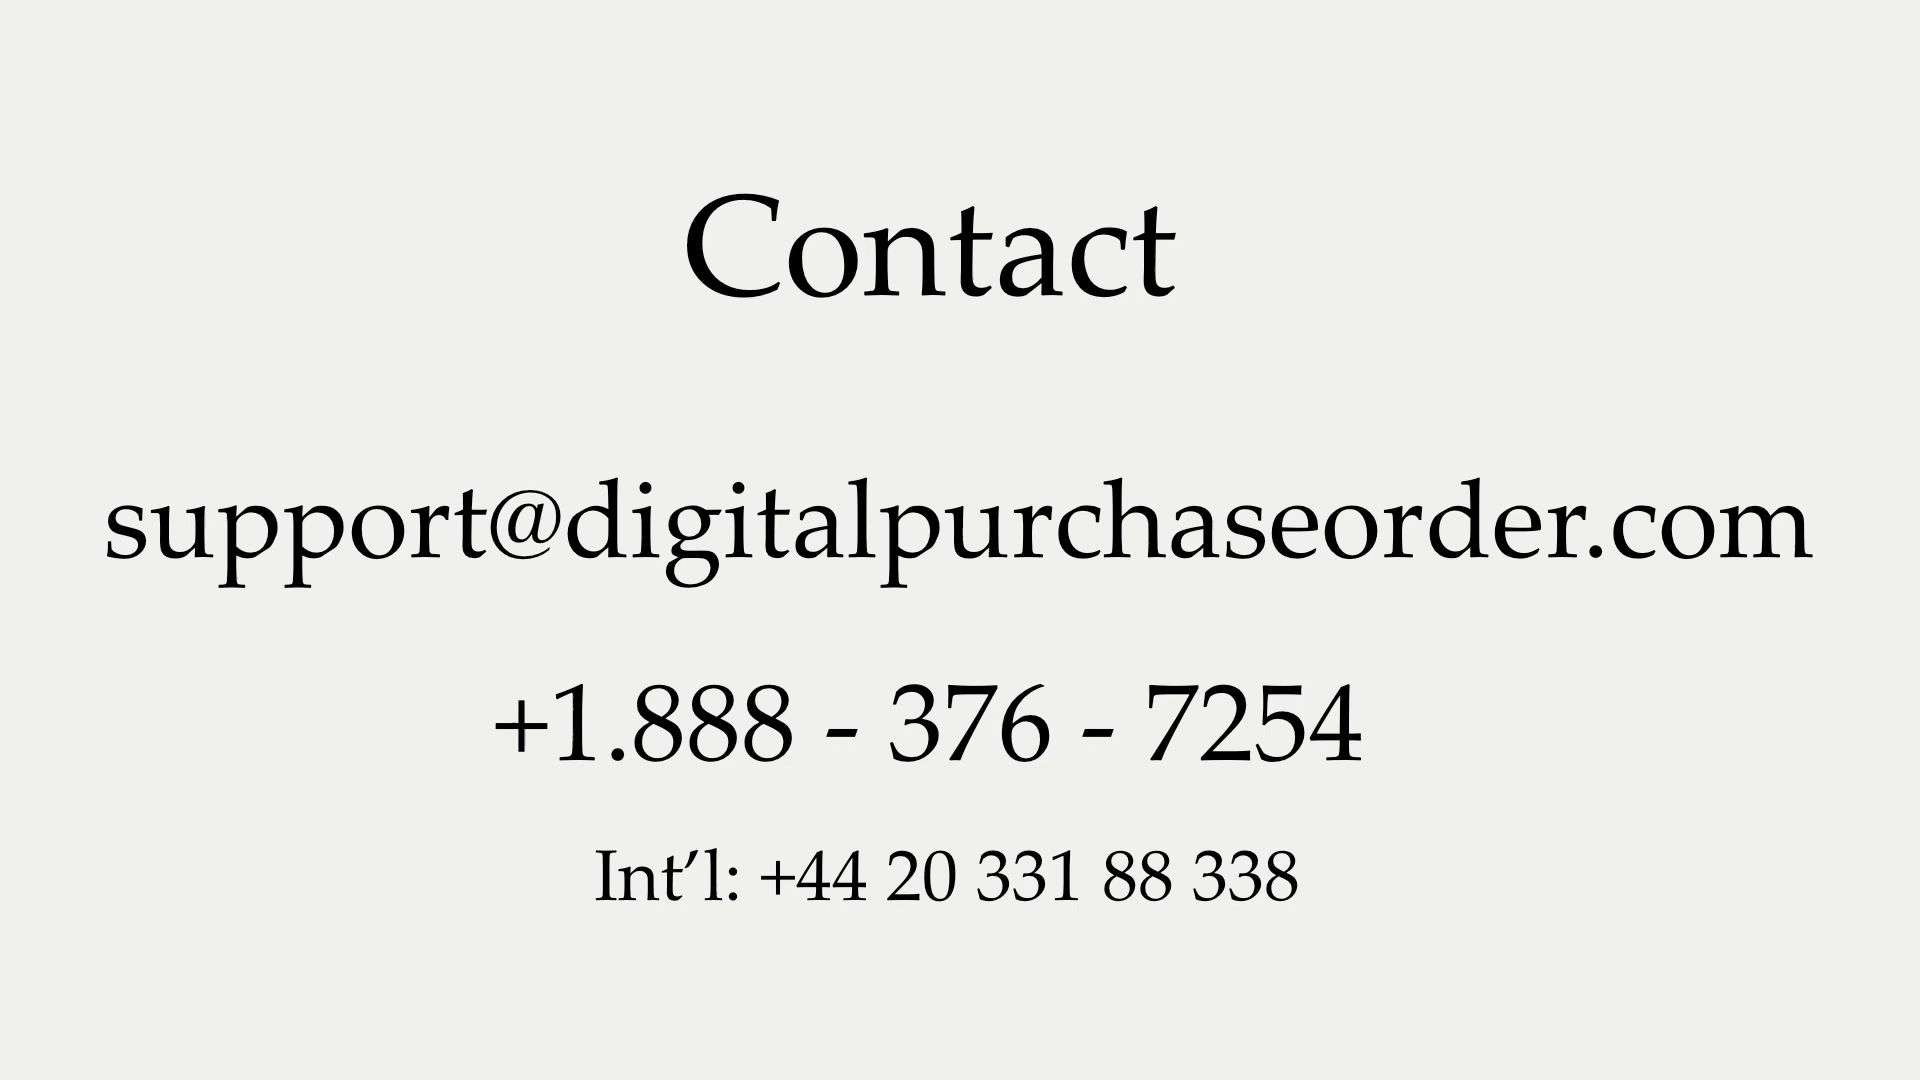 Contact
support@digitalpurchaseorder.com
+1.888 - 376 - 7254
Int’l: +44 20 331 88 338